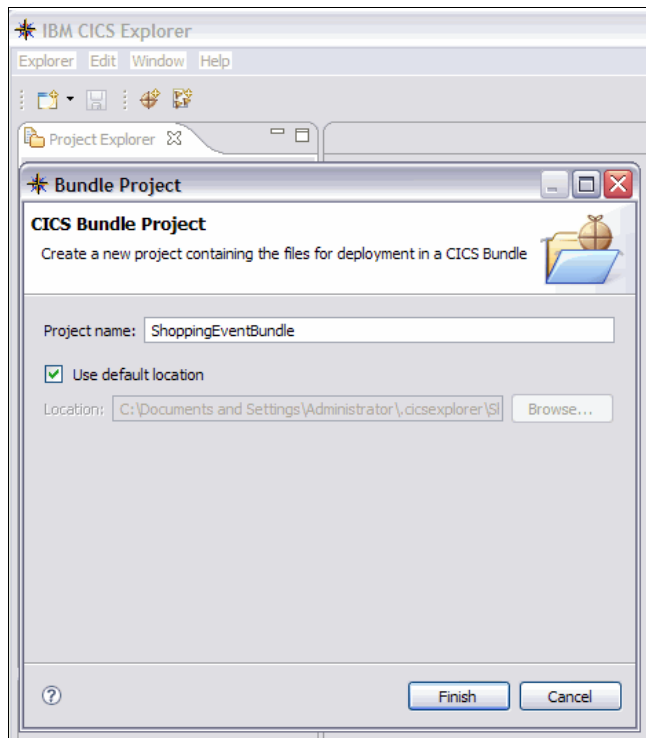 IBM CICS Explorer
Explorer Edit Window Help
Project Explorer
Bundle Project
CICS Bundle Project
Create a new project containing the files for deployment in a CICS Bundle
Project name: ShoppingEventBundle
Use default location
Location: C:\Documents and Settings\Administrator\.cicsexplorer\Sl Browse...
? Finish Cancel